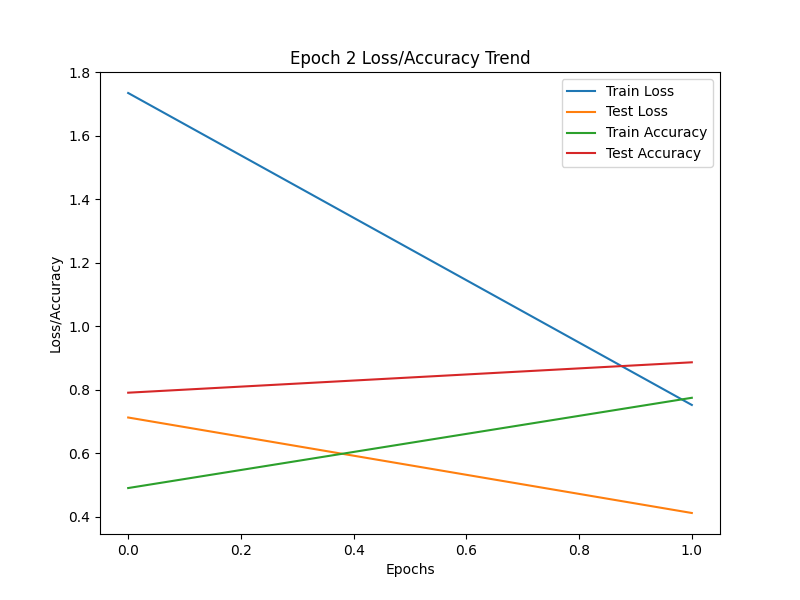 Epoch 2 Loss/Accuracy Trend
1.8
1.6
1.4
1.2
1.0
0.8
0.6
0.4
Loss/Accuracy
Train Loss
Test Loss
Train Accuracy
Test Accuracy
0.0 0.2 0.4 0.6 0.8 1.0
Epochs